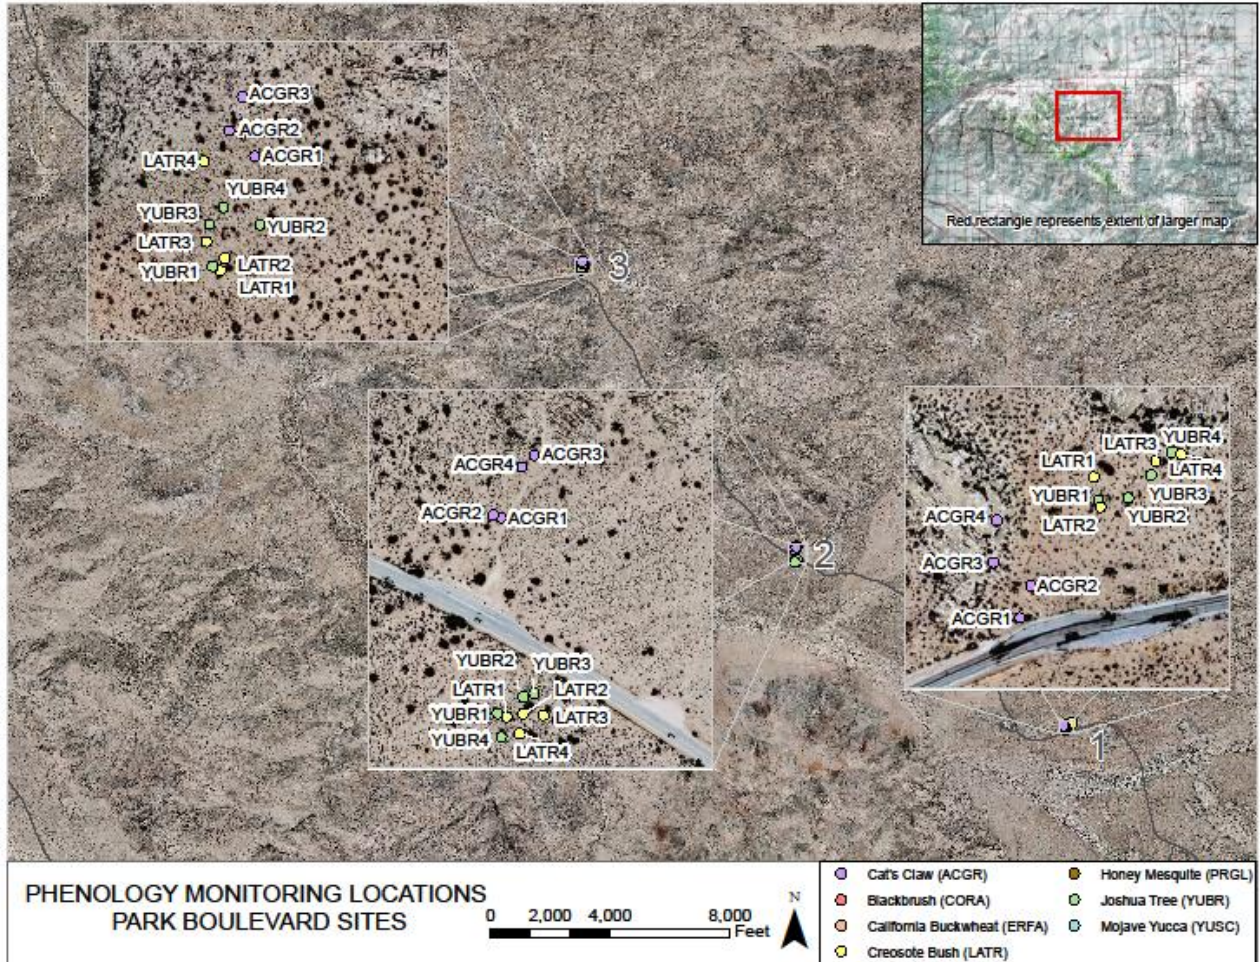 ACGR3
ACGR2
LATR4
ACGR1
YUBR4
YUBR3
YUBR2
LATR3
LATR2
YUBR1
LATR1
3
Red rectangle represents extent of larger map
ACGR3
ACGR4
ACGR2
ACGR1
YUBR2
YUBR3
LATR1
LATR2
YUBR1
LATR3
YUBR4
LATR4
2
LATR3
YUBR4
LATR1
LATR4
YUBR1
YUBR3
LATR2
YUBR2
ACGR4
ACGR3
ACGR2
ACGR1
1
PHENOLOGY MONITORING LOCATIONS
PARK BOULEVARD SITES
0 2,000 4,000 8,000
Feet
N
Cat's Claw (ACGR)
Blackbrush (CORA)
California Buckwheat (ERFA)
Creosote Bush (LATR)
Honey Mesquite (PRGL)
Joshua Tree (YUBR)
Mojave Yucca (YUSC)